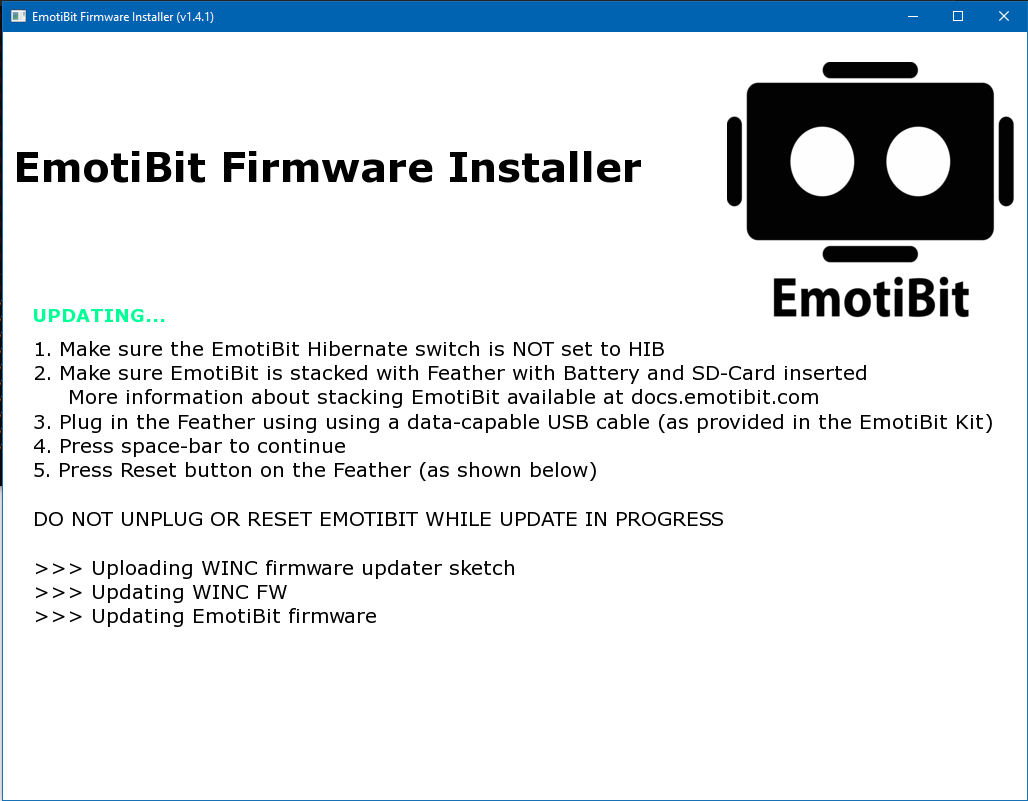 EmotiBit Firmware Installer (v1.4.1)
EmotiBit Firmware Installer
EmotiBit
UPDATING...
1. Make sure the EmotiBit Hibernate switch is NOT set to HIB
2. Make sure EmotiBit is stacked with Feather with Battery and SD-Card inserted
More information about stacking EmotiBit available at docs.emotibit.com
3. Plug in the Feather using using a data-capable USB cable (as provided in the EmotiBit Kit)
4. Press space-bar to continue
5. Press Reset button on the Feather (as shown below)
DO NOT UNPLUG OR RESET EMOTIBIT WHILE UPDATE IN PROGRESS
>>> Uploading WINC firmware updater sketch
>>> Updating WINC FW
>>> Updating EmotiBit firmware